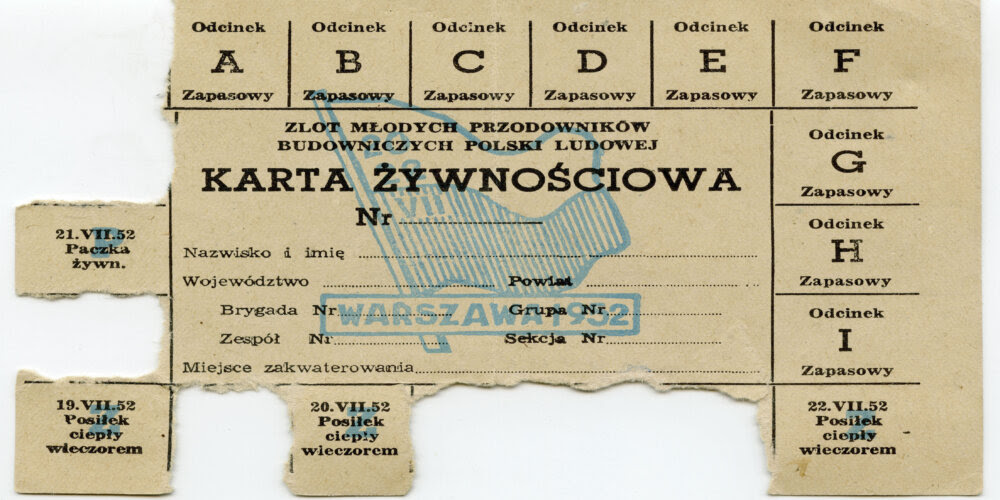 Odcinek
A
Zapasowy
Odcinek
B
Zapasowy
Odcinek
C
Zapasowy
Odcinek
D
Zapasowy
Odcinek
E
Zapasowy
Odcinek
F
Zapasowy
ZLOT MŁODYCH PRZODOWNIKÓW
BUDOWNICZYCH POLSKI LUDOWEJ
KARTA ŻYWNOŚCIOWA
Nr
Nazwisko i imię
Województwo Powiat
Brygada Nr Grupa Nr
Zespół Nr Sekcja Nr
Miejsce zakwaterowania
VII
WARSZAWA 1952
Odcinek
G
Zapasowy
Odcinek
H
Zapasowy
Odcinek
I
Zapasowy
21.VII.52
Paczka
żywn.
19.VII.52
Posiłek
ciepły
wieczorem
Z
20.VII.52
Posiłek
ciepły
wieczorem
Z
22.VII.52
Posiłek
ciepły
wieczorem
Z